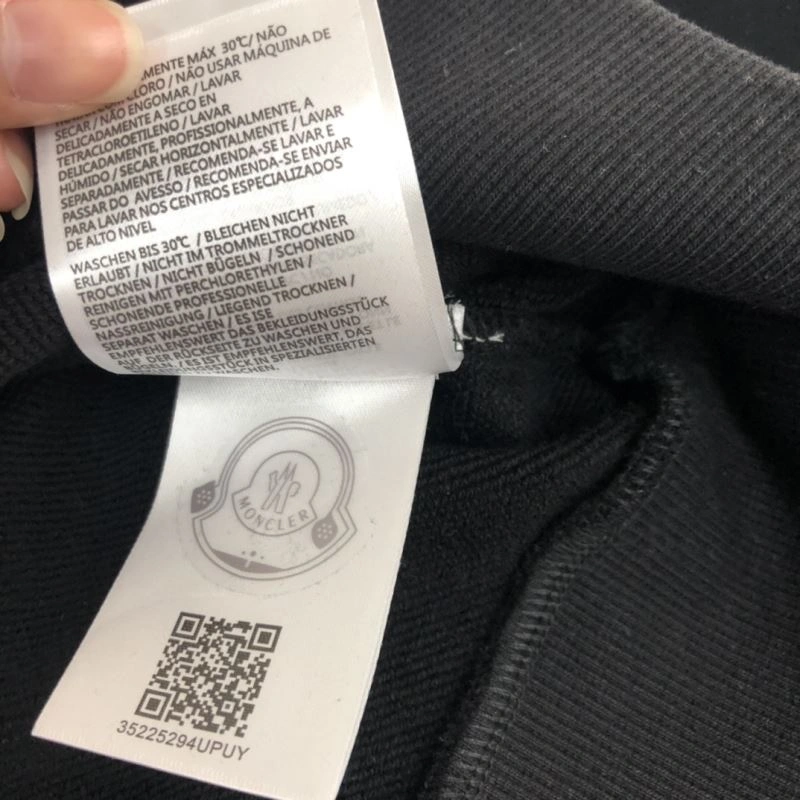 MÁX 30℃/ NÃO
CLORO / NÃO USAR MÁQUINA DE
SECAR / NÃO ENGOMAR / LAVAR
DELICADAMENTE A SECO EN
TETRACLOROETILENO / LAVAR
DELICADAMENTE, PROFISSIONALMENTE, A
HÚMIDO / SECAR HORIZONTALMENTE / LAVAR
SEPARADAMENTE / RECOMENDA-SE LAVAR E
PASSAR DO AVESSO / RECOMENDA-SE ENVIAR
PARA LAVAR NOS CENTROS ESPECIALIZADOS
DE ALTO NIVEL
WASCHEN BIS 30℃ / BLEICHEN NICHT
ERLAUBT / NICHT IM TROMMELTROCKNER
TROCKNEN / NICHT BÜGELN / SCHONEND
REINIGEN MIT PERCHLORETHYLEN /
SCHONENDE PROFESSIONELLE
NASSREINIGUNG / LIEGEND TROCKNEN /
SEPARAT WASCHEN / ES ISE
EMPFEHLENSWERT DAS BEKLEIDUNGSSTÜCK
AUF DER RÜCKSEITE ZU WASCHEN UND
ES IST EMPFEHLENSWERT, DAS
IN SPEZIALISIERTEN
MONCLER
35225294UPUY